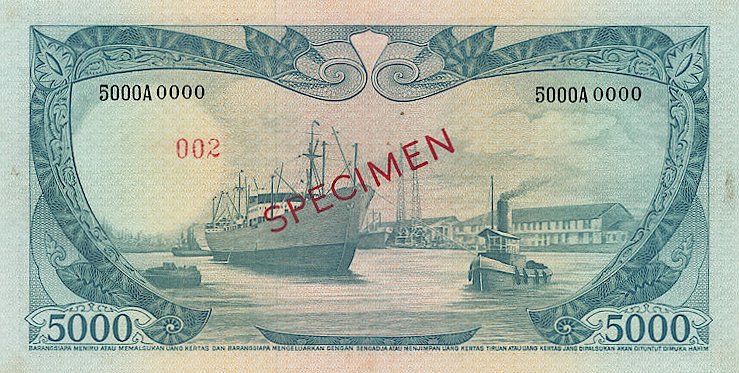 5000A 0000
5000A 0000
002
SPECIMEN
5000
5000
BARANGSIAPA MENIRU ATAU MEMALSUKAN UANG KERTAS DAN BARANGSIAPA MENGELUARKAN DENGAN SENGADJA ATAU MENJIMPAN UANG KERTAS TIRUAN ATAU UANG KERTAS JANG DIPALSUKAN AKAN DITUNTUT DIMUKA HAKIM